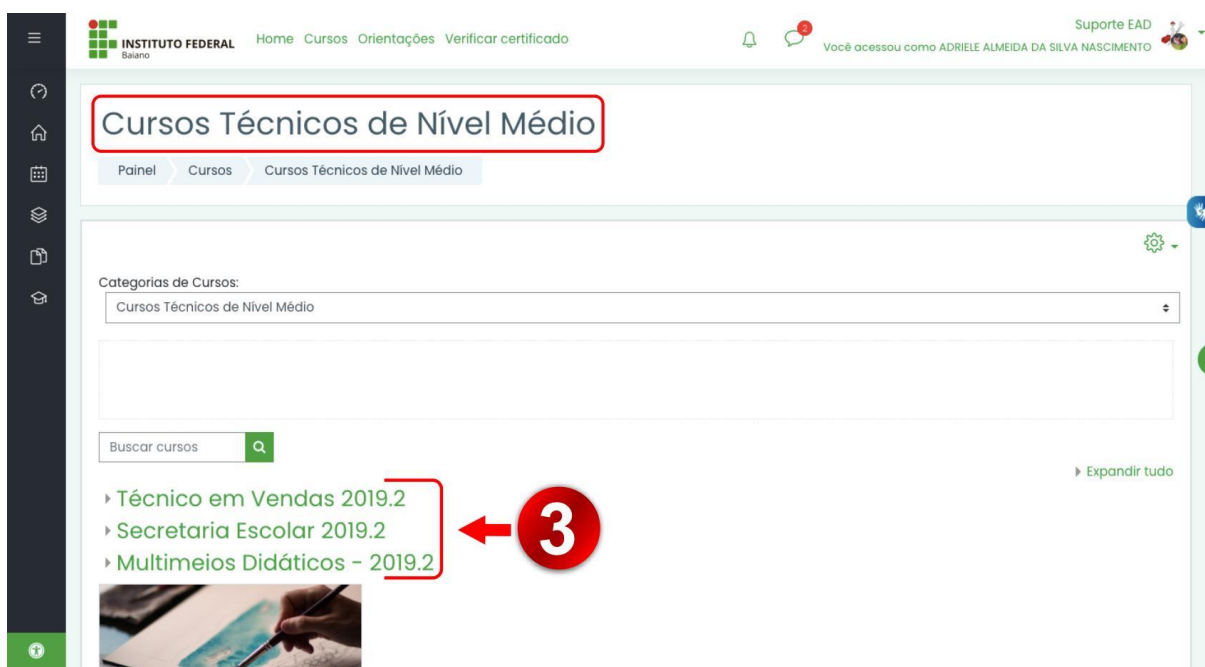 INSTITUTO FEDERAL
Baiano
Home Cursos Orientações Verificar certificado
2
Suporte EAD
Você acessou como ADRIELE ALMEIDA DA SILVA NASCIMENTO
Cursos Técnicos de Nível Médio
Painel Cursos Cursos Técnicos de Nível Médio
Categorias de Cursos:
Cursos Técnicos de Nível Médio
Buscar cursos
Expandir tudo
Técnico em Vendas 2019.2
Secretaria Escolar 2019.2
Multimeios Didáticos - 2019.2
3